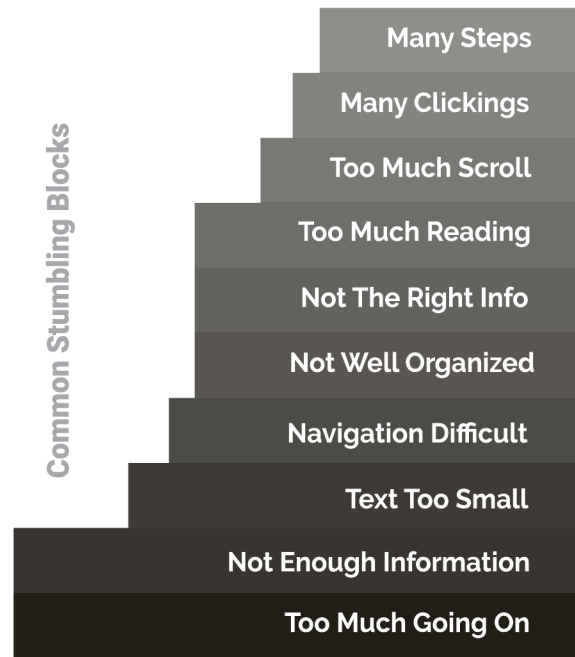 Common Stumbling Blocks
Many Steps
Many Clickings
Too Much Scroll
Too Much Reading
Not The Right Info
Not Well Organized
Navigation Difficult
Text Too Small
Not Enough Information
Too Much Going On